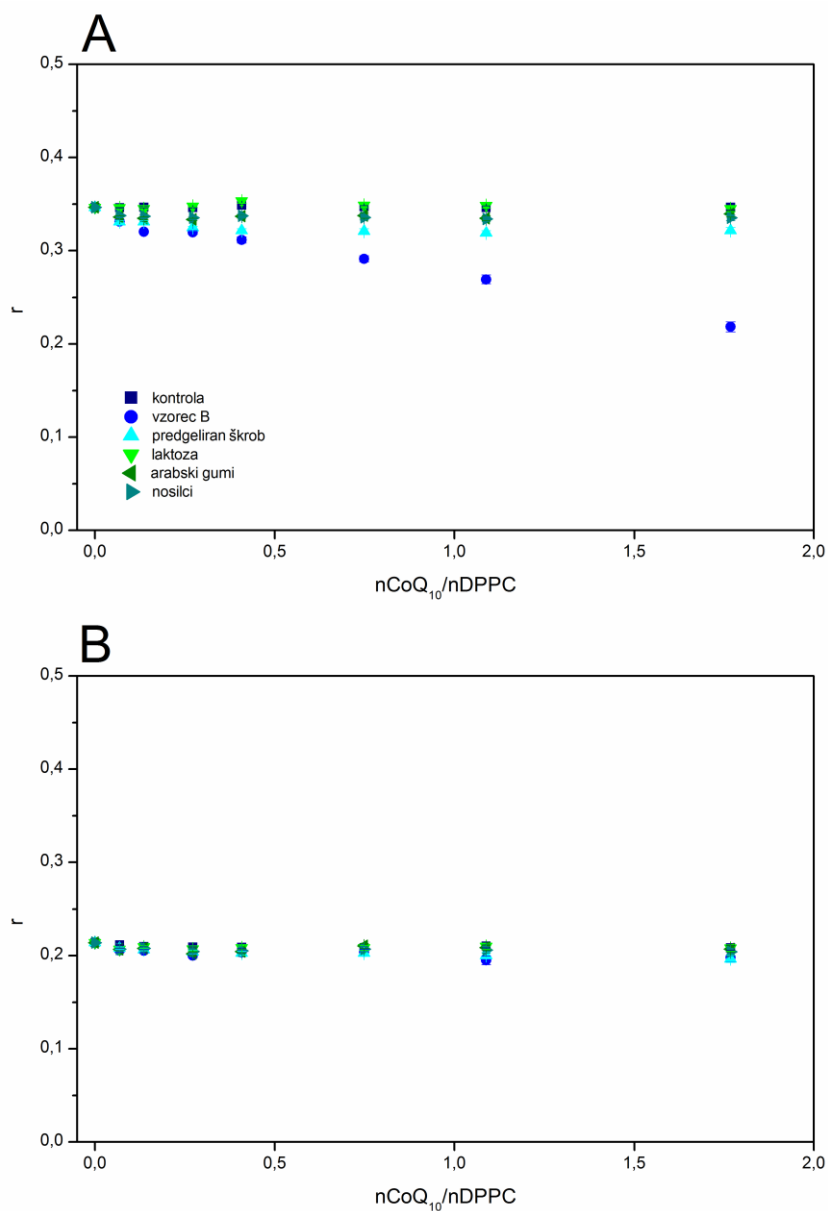 A
0,5
0,4
0,3
0,2
0,1
0,0
r
kontrola
vzorec B
predgeliran škrob
laktoza
arabski gumi
nosilci
0,0 0,5 1,0 1,5 2,0
nCoQ10/nDPPC
B
0,5
0,4
0,3
0,2
0,1
0,0
r
0,0 0,5 1,0 1,5 2,0
nCoQ10/nDPPC